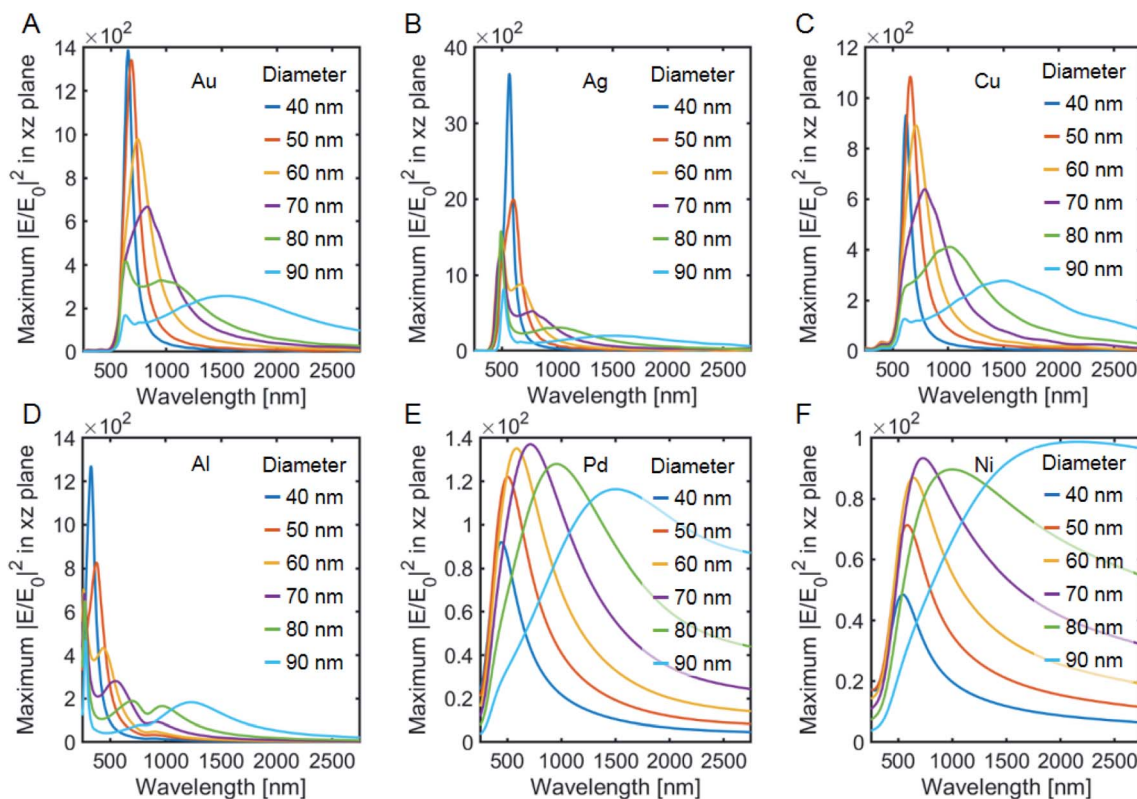 A
×10²
Maximum |E/E₀|² in xz plane
14
12
10
8
6
4
2
0
500 1000 1500 2000 2500
Wavelength [nm]
Au
Diameter
40 nm
50 nm
60 nm
70 nm
80 nm
90 nm
B
×10²
Maximum |E/E₀|² in xz plane
40
30
20
10
0
500 1000 1500 2000 2500
Wavelength [nm]
Ag
Diameter
40 nm
50 nm
60 nm
70 nm
80 nm
90 nm
C
×10²
Maximum |E/E₀|² in xz plane
12
10
8
6
4
2
0
500 1000 1500 2000 2500
Wavelength [nm]
Cu
Diameter
40 nm
50 nm
60 nm
70 nm
80 nm
90 nm
D
×10²
Maximum |E/E₀|² in xz plane
14
12
10
8
6
4
2
0
500 1000 1500 2000 2500
Wavelength [nm]
Al
Diameter
40 nm
50 nm
60 nm
70 nm
80 nm
90 nm
E
×10²
Maximum |E/E₀|² in xz plane
1.4
1.2
1
0.8
0.6
0.4
0.2
0
500 1000 1500 2000 2500
Wavelength [nm]
Pd
Diameter
40 nm
50 nm
60 nm
70 nm
80 nm
90 nm
F
×10²
Maximum |E/E₀|² in xz plane
1
0.8
0.6
0.4
0.2
0
500 1000 1500 2000 2500
Wavelength [nm]
Ni
Diameter
40 nm
50 nm
60 nm
70 nm
80 nm
90 nm